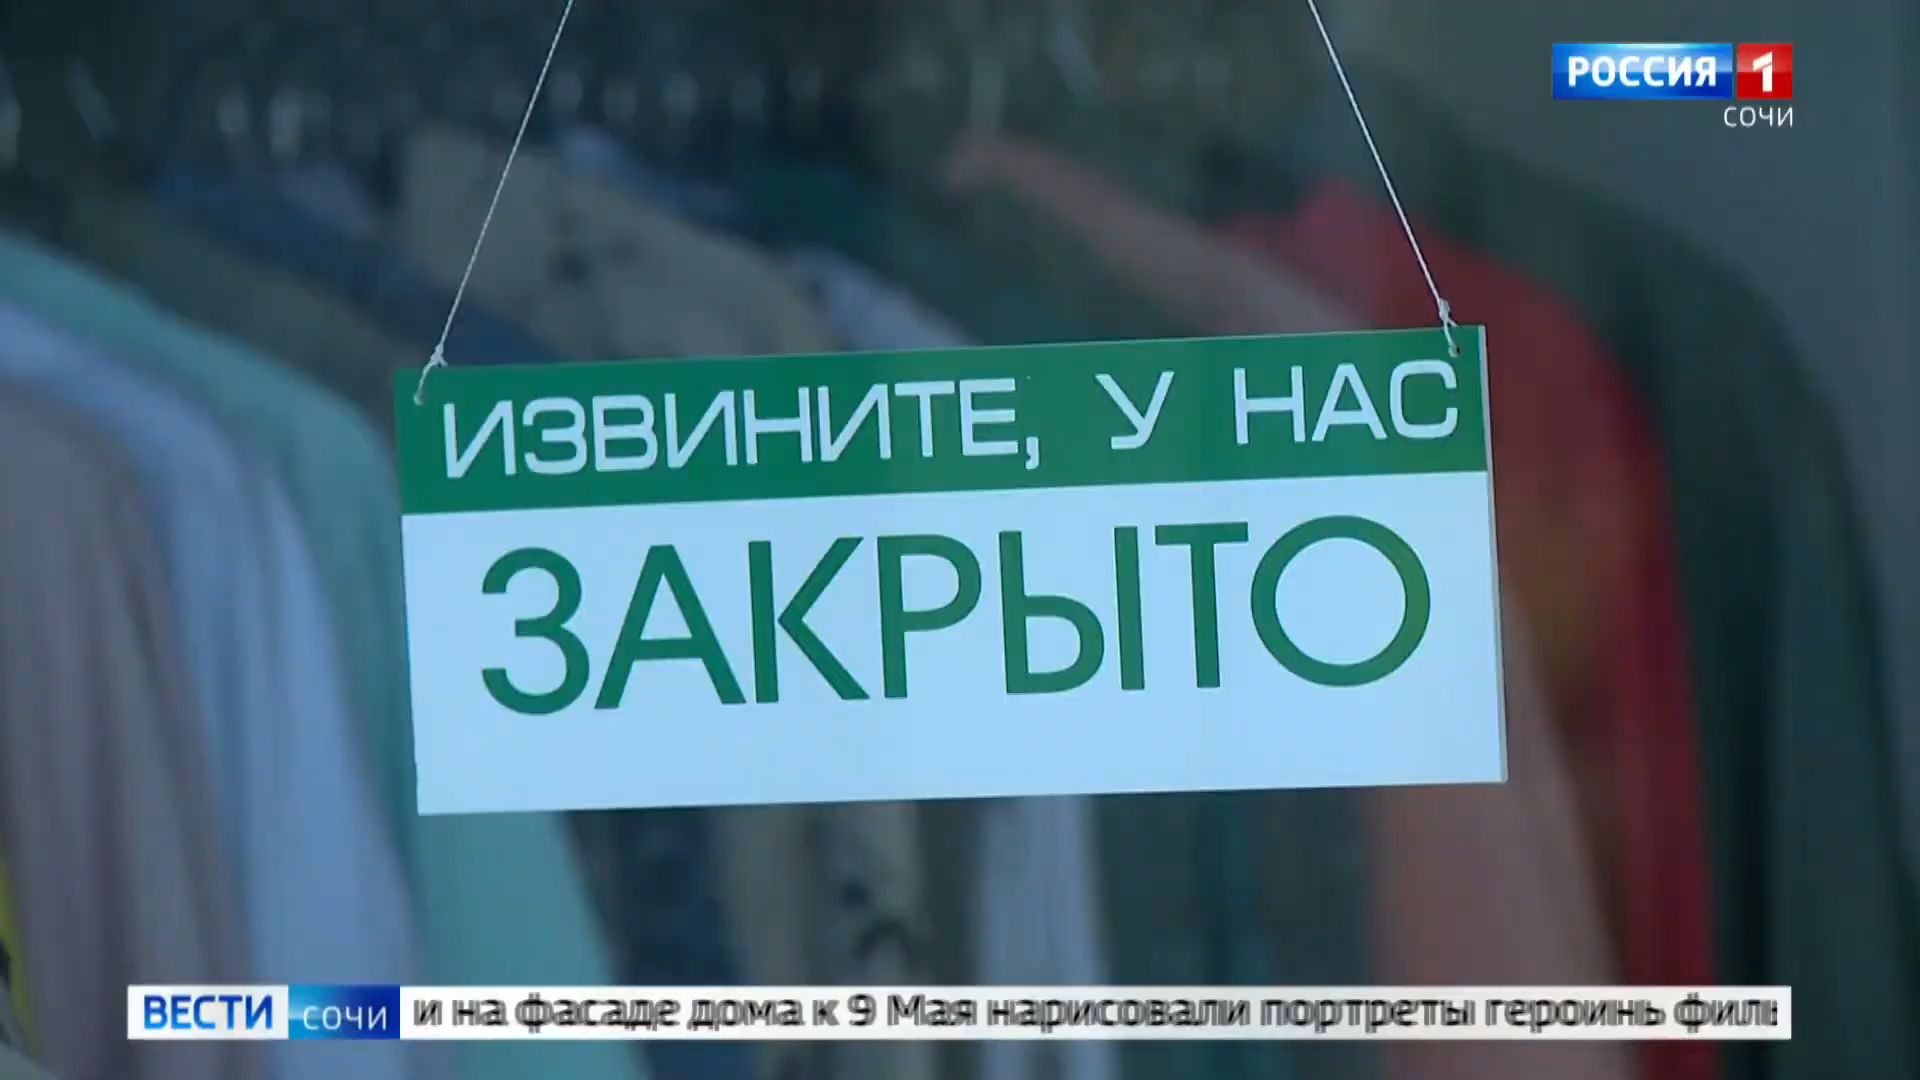 РОССИЯ 1
СОЧИ
ИЗВИНИТЕ, У НАС
ЗАКРЫТО
ВЕСТИ СОЧИ и на фасаде дома к 9 Мая нарисовали портреты героинь